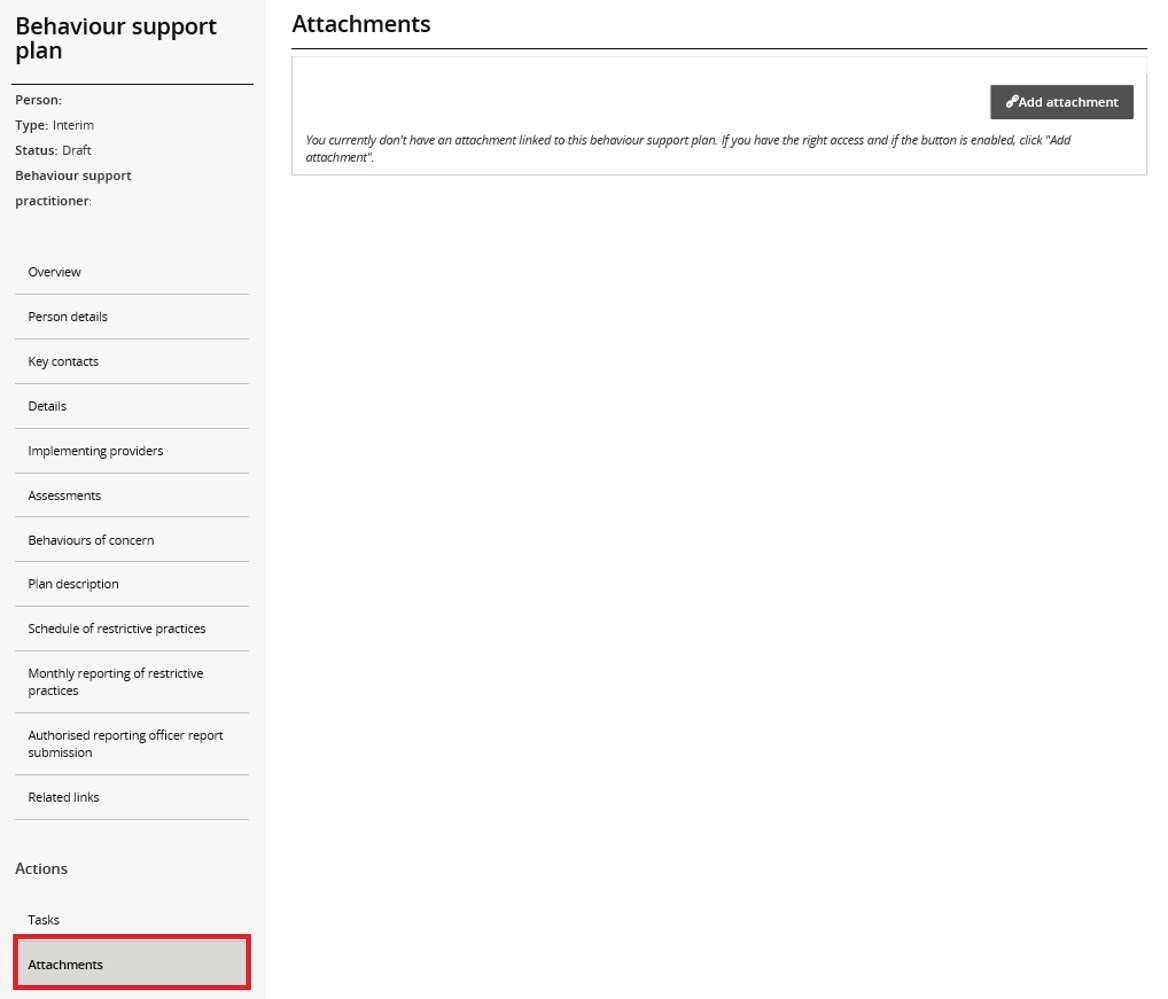 Behaviour support
plan
Person:
Type: Interim
Status: Draft
Behaviour support
practitioner:
Overview
Person details
Key contacts
Details
Implementing providers
Assessments
Behaviours of concern
Plan description
Schedule of restrictive practices
Monthly reporting of restrictive
practices
Authorised reporting officer report
submission
Related links
Actions
Tasks
Attachments
Attachments
Add attachment
You currently don't have an attachment linked to this behaviour support plan. If you have the right access and if the button is enabled, click "Add
attachment".